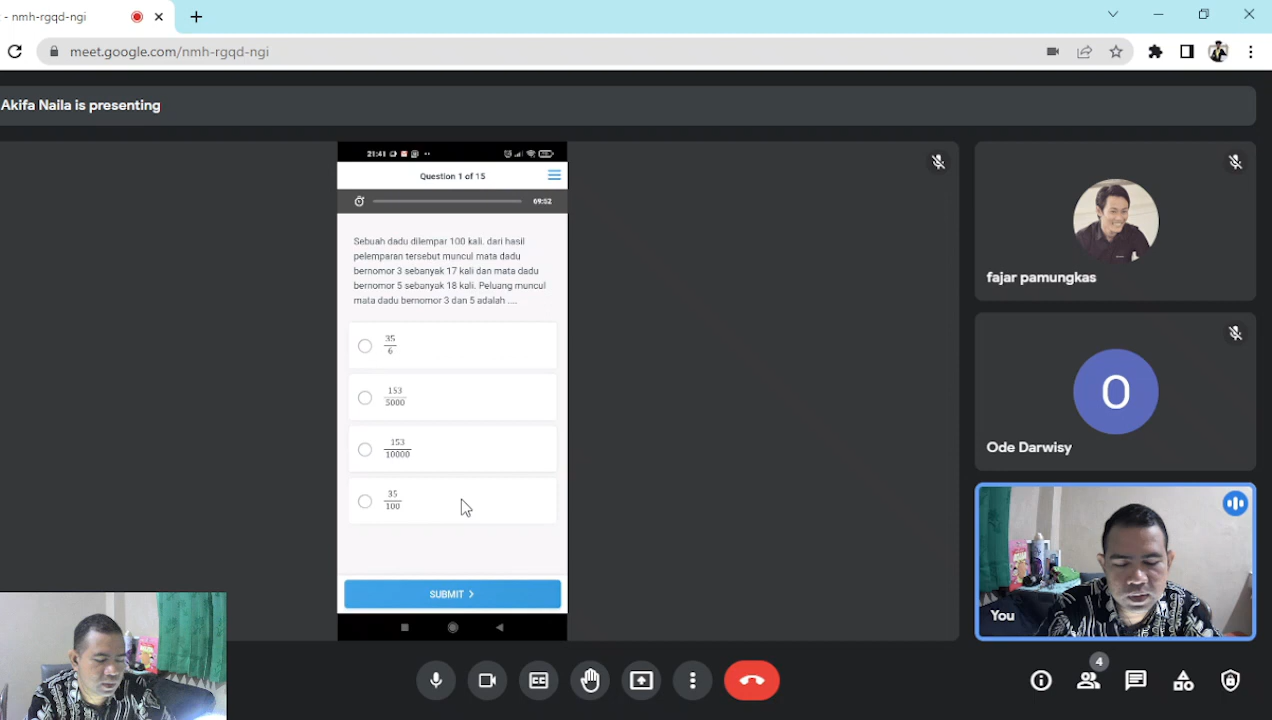 - nmh-rgqd-ngi
meet.google.com/nmh-rgqd-ngi
Akifa Naila is presenting
21:41
Question 1 of 15
69:52
Sebuah dadu dilempar 100 kali. dari hasil
pelemparan tersebut muncul mata dadu
bernomor 3 sebanyak 17 kali dan mata dadu
bernomor 5 sebanyak 18 kali. Peluang muncul
mata dadu bernomor 3 dan 5 adalah ....
35
6
153
5000
153
10000
35
100
SUBMIT
fajar pamungkas
O
Ode Darwisy
You
CC
4